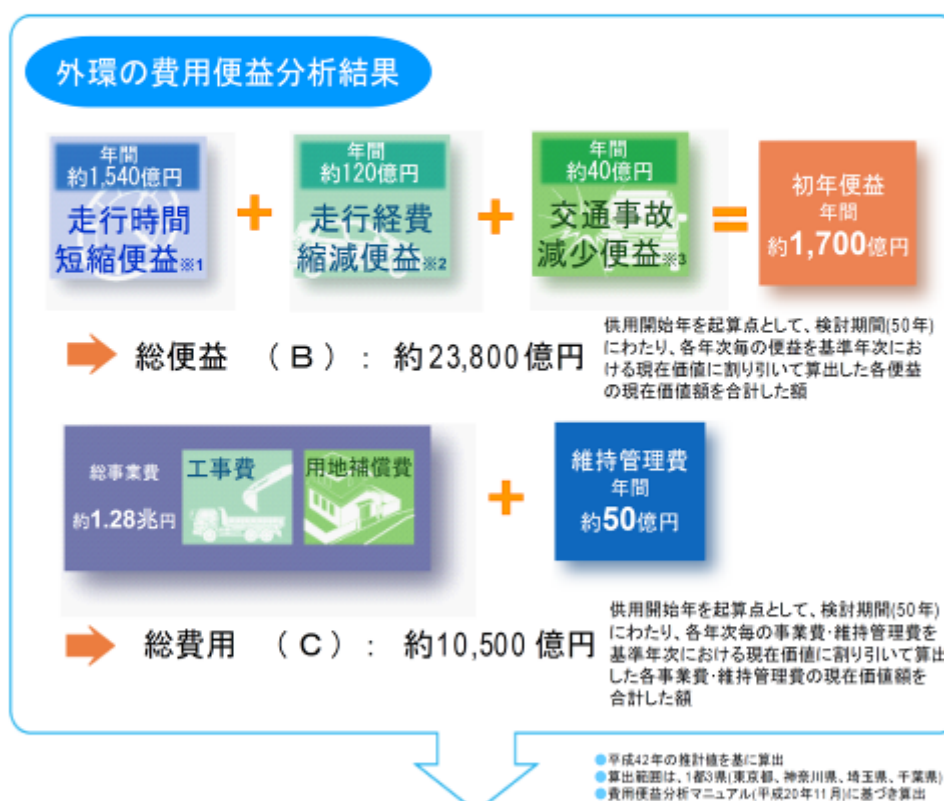 外環の費用便益分析結果
年間
約1,540億円
走行時間
短縮便益※1
+
年間
約120億円
走行経費
縮減便益※2
+
年間
約40億円
交通事故
減少便益※3
=
初年便益
年間
約1,700億円
総便益 （B）： 約23,800億円
供用開始年を起算点として、検討期間(50年)
にわたり、各年次毎の便益を基準年次にお
ける現在価値に割り引いて算出した各便益
の現在価値額を合計した額
総事業費
約1.28兆円
工事費
用地補償費
+
維持管理費
年間
約50億円
総費用 （C）： 約10,500億円
供用開始年を起算点として、検討期間(50年)
にわたり、各年次毎の事業費・維持管理費を
基準年次における現在価値に割り引いて算出
した各事業費・維持管理費の現在価値額を
合計した額
●平成42年の推計値を基に算出
●算出範囲は、1都3県(東京都、神奈川県、埼玉県、千葉県)
●費用便益分析マニュアル(平成20年11月)に基づき算出